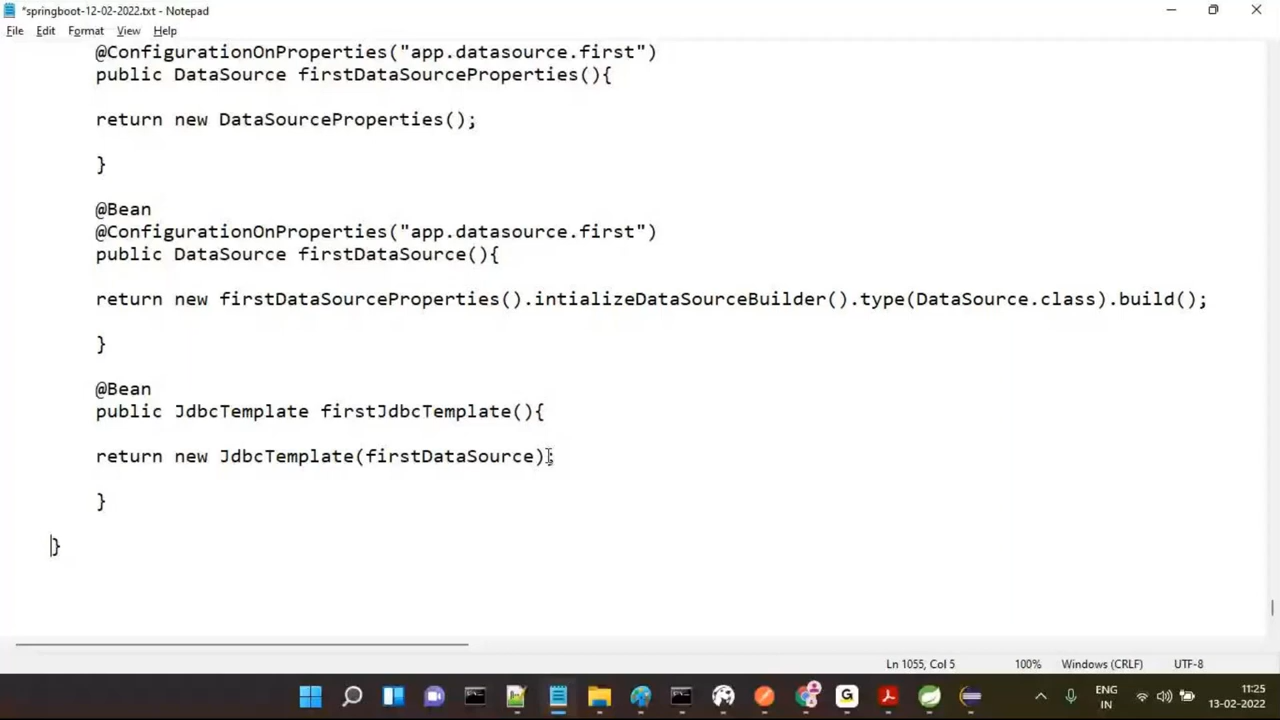 *springboot-12-02-2022.txt - Notepad
File Edit Format View Help
@ConfigurationOnProperties("app.datasource.first")
public DataSource firstDataSourceProperties(){
return new DataSourceProperties();
}
@Bean
@ConfigurationOnProperties("app.datasource.first")
public DataSource firstDataSource(){
return new firstDataSourceProperties().intializeDataSourceBuilder().type(DataSource.class).build();
}
@Bean
public JdbcTemplate firstJdbcTemplate(){
return new JdbcTemplate(firstDataSource);
}
}
Ln 1055, Col 5 100% Windows (CRLF) UTF-8
ENG 11:25
IN 13-02-2022